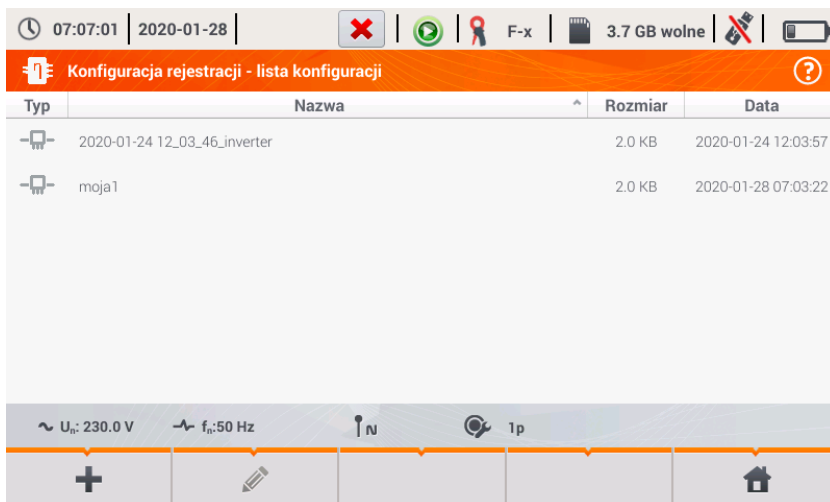 07:07:01 2020-01-28 F-x 3.7 GB wolne
Konfiguracja rejestracji - lista konfiguracji ?
Typ Nazwa Rozmiar Data
2020-01-24 12_03_46_inverter 2.0 KB 2020-01-24 12:03:57
moja1 2.0 KB 2020-01-28 07:03:22
Uₙ: 230.0 V fₙ:50 Hz N 1p